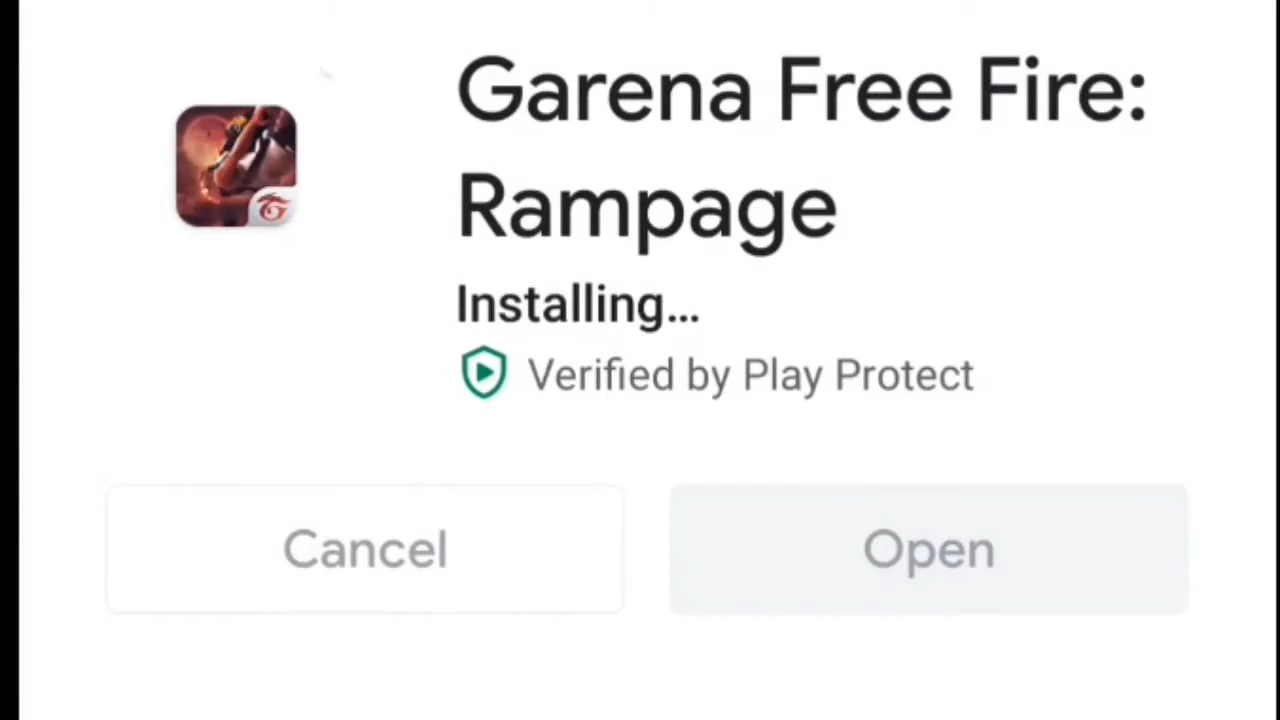 Garena Free Fire:
Rampage
Installing...
Verified by Play Protect
Cancel
Open